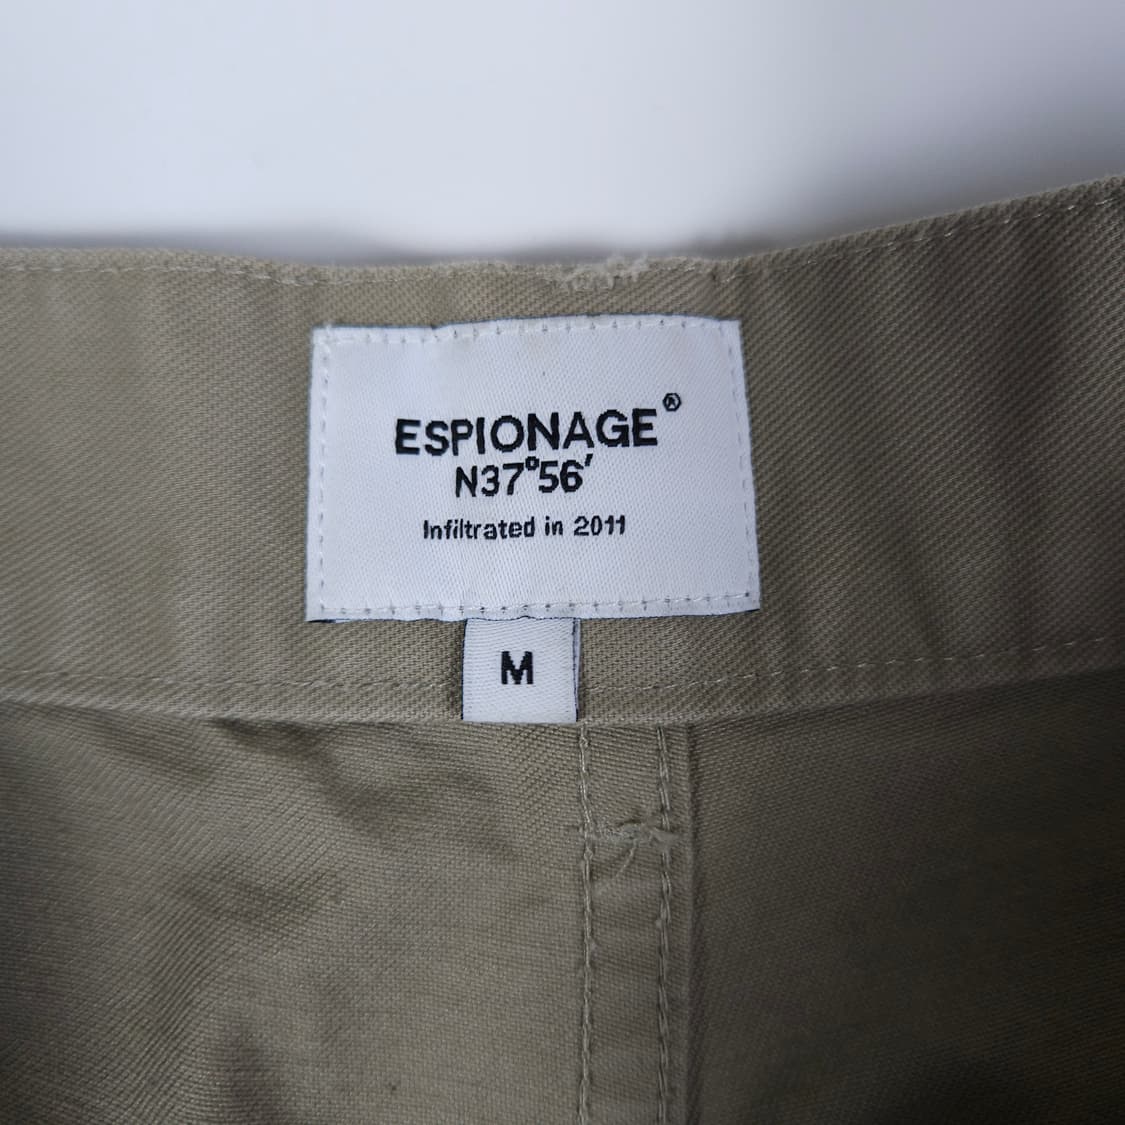 ESPIONAGE®
N37°56′
Infiltrated in 2011
M